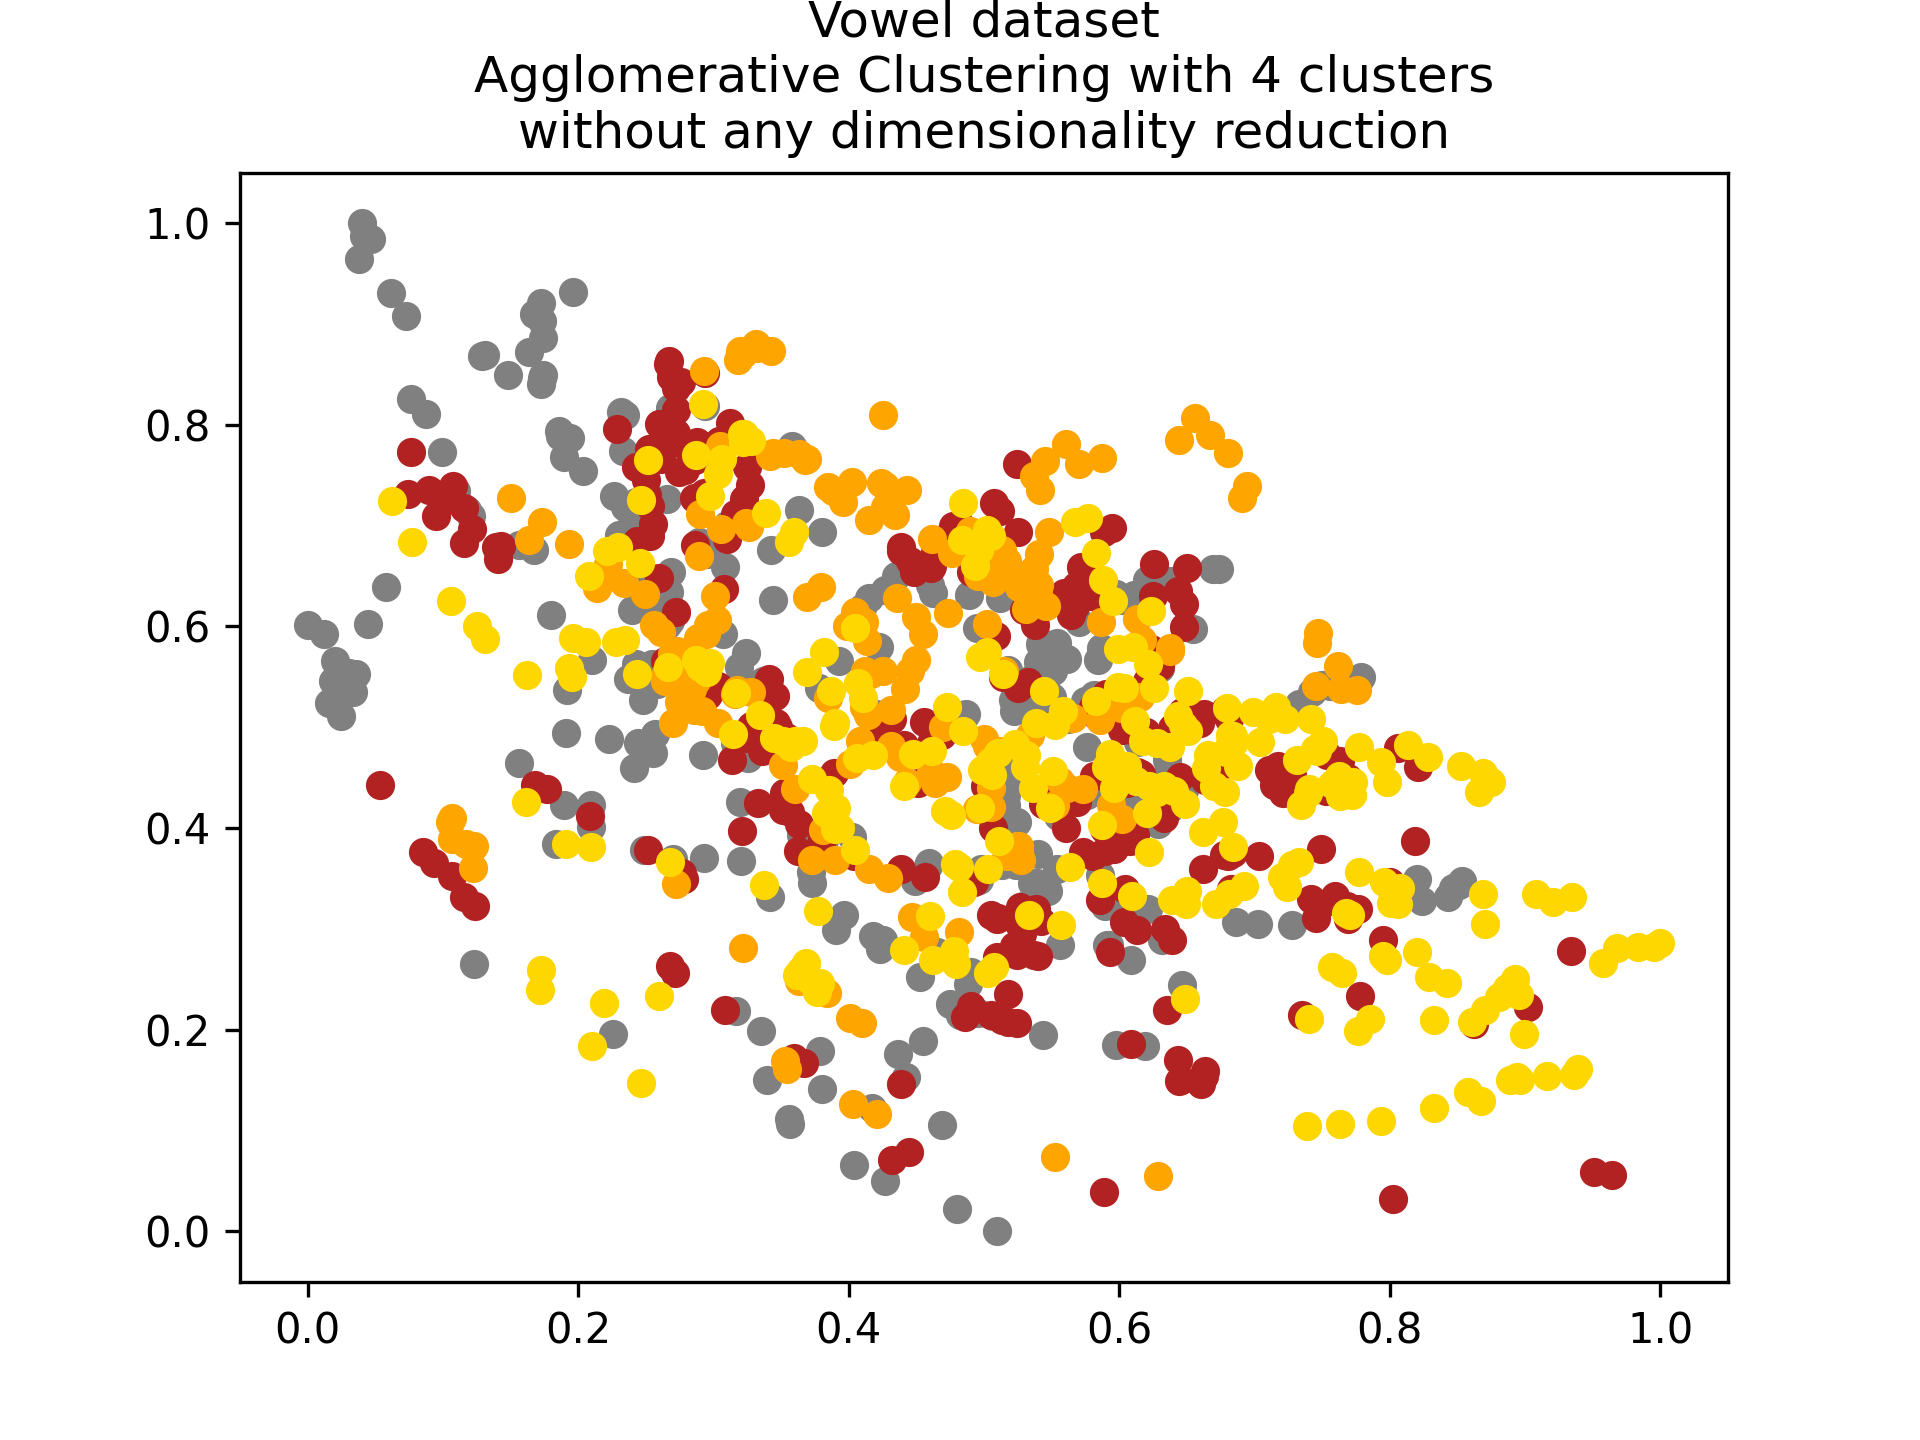 Vowel dataset
Agglomerative Clustering with 4 clusters
without any dimensionality reduction
1.0
0.8
0.6
0.4
0.2
0.0
0.0 0.2 0.4 0.6 0.8 1.0